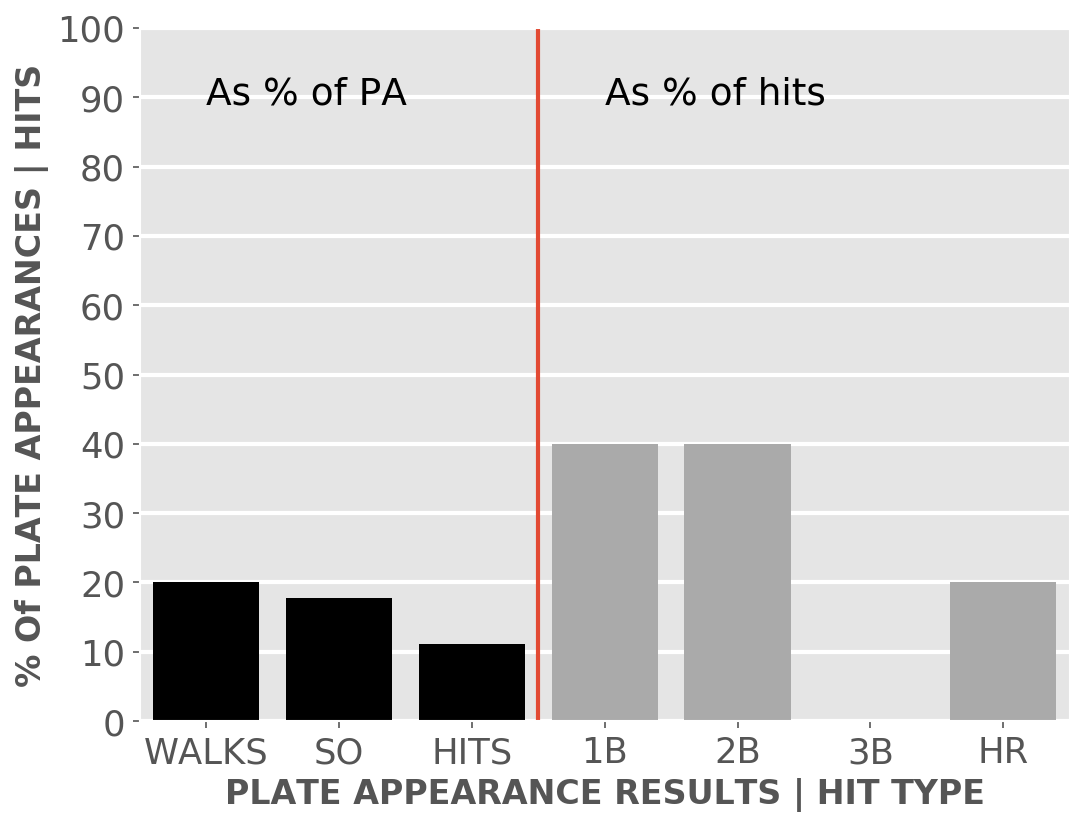 % Of PLATE APPEARANCES | HITS
100
90
80
70
60
50
40
30
20
10
0
As % of PA
As % of hits
WALKS SO HITS 1B 2B 3B HR
PLATE APPEARANCE RESULTS | HIT TYPE